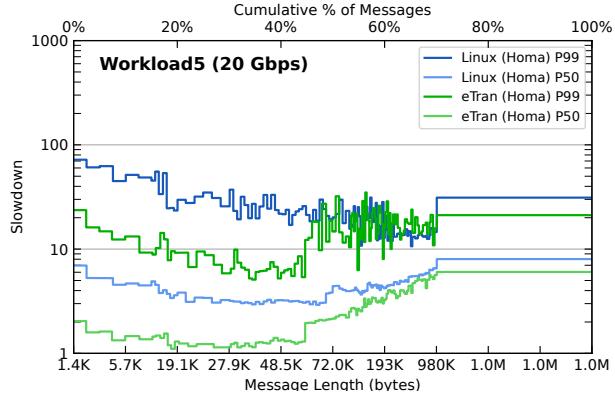 Cumulative % of Messages
0% 20% 40% 60% 80% 100%
1000
Workload5 (20 Gbps)
Linux (Homa) P99
Linux (Homa) P50
eTran (Homa) P99
eTran (Homa) P50
100
Slowdown
10
1
1.4K 5.7K 19.1K 27.9K 48.5K 72.0K 193K 980K 1.0M 1.0M 1.0M
Message Length (bytes)